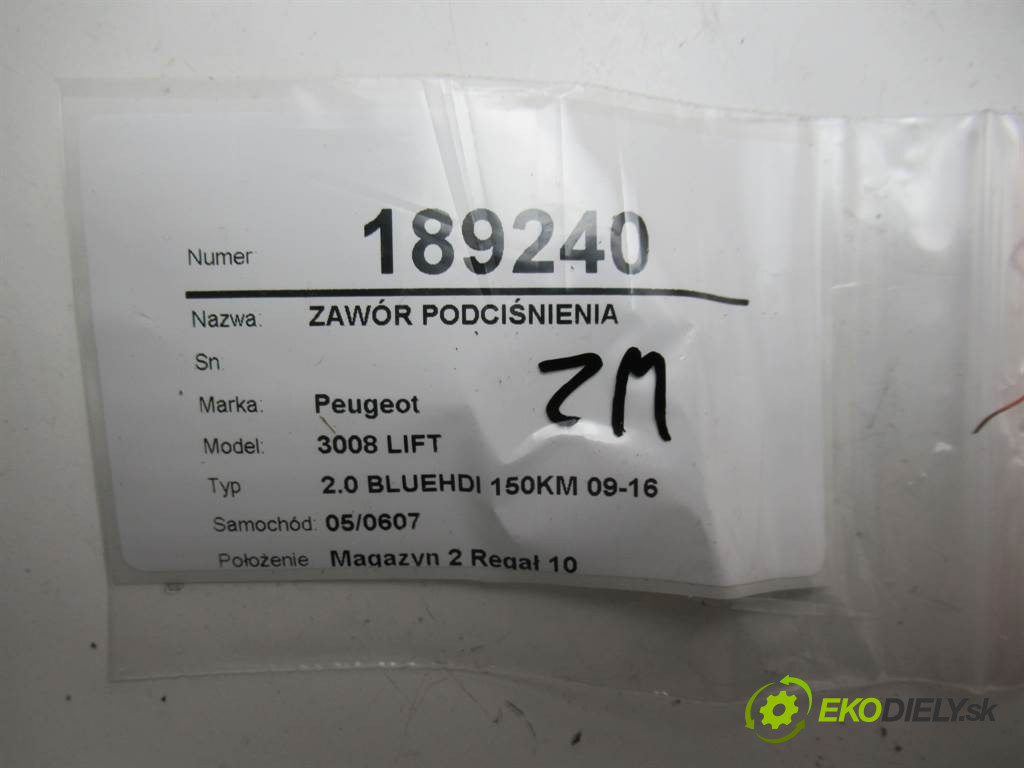 Numer: 189240
Nazwa: ZAWÓR PODCIŚNIENIA
Sn
ZM
Marka: Peugeot
Model: 3008 LIFT
Typ 2.0 BLUEHDI 150KM 09-16
Samochód: 05/0607
Położenie Magazyn 2 Regał 10
EKODIELY.sk